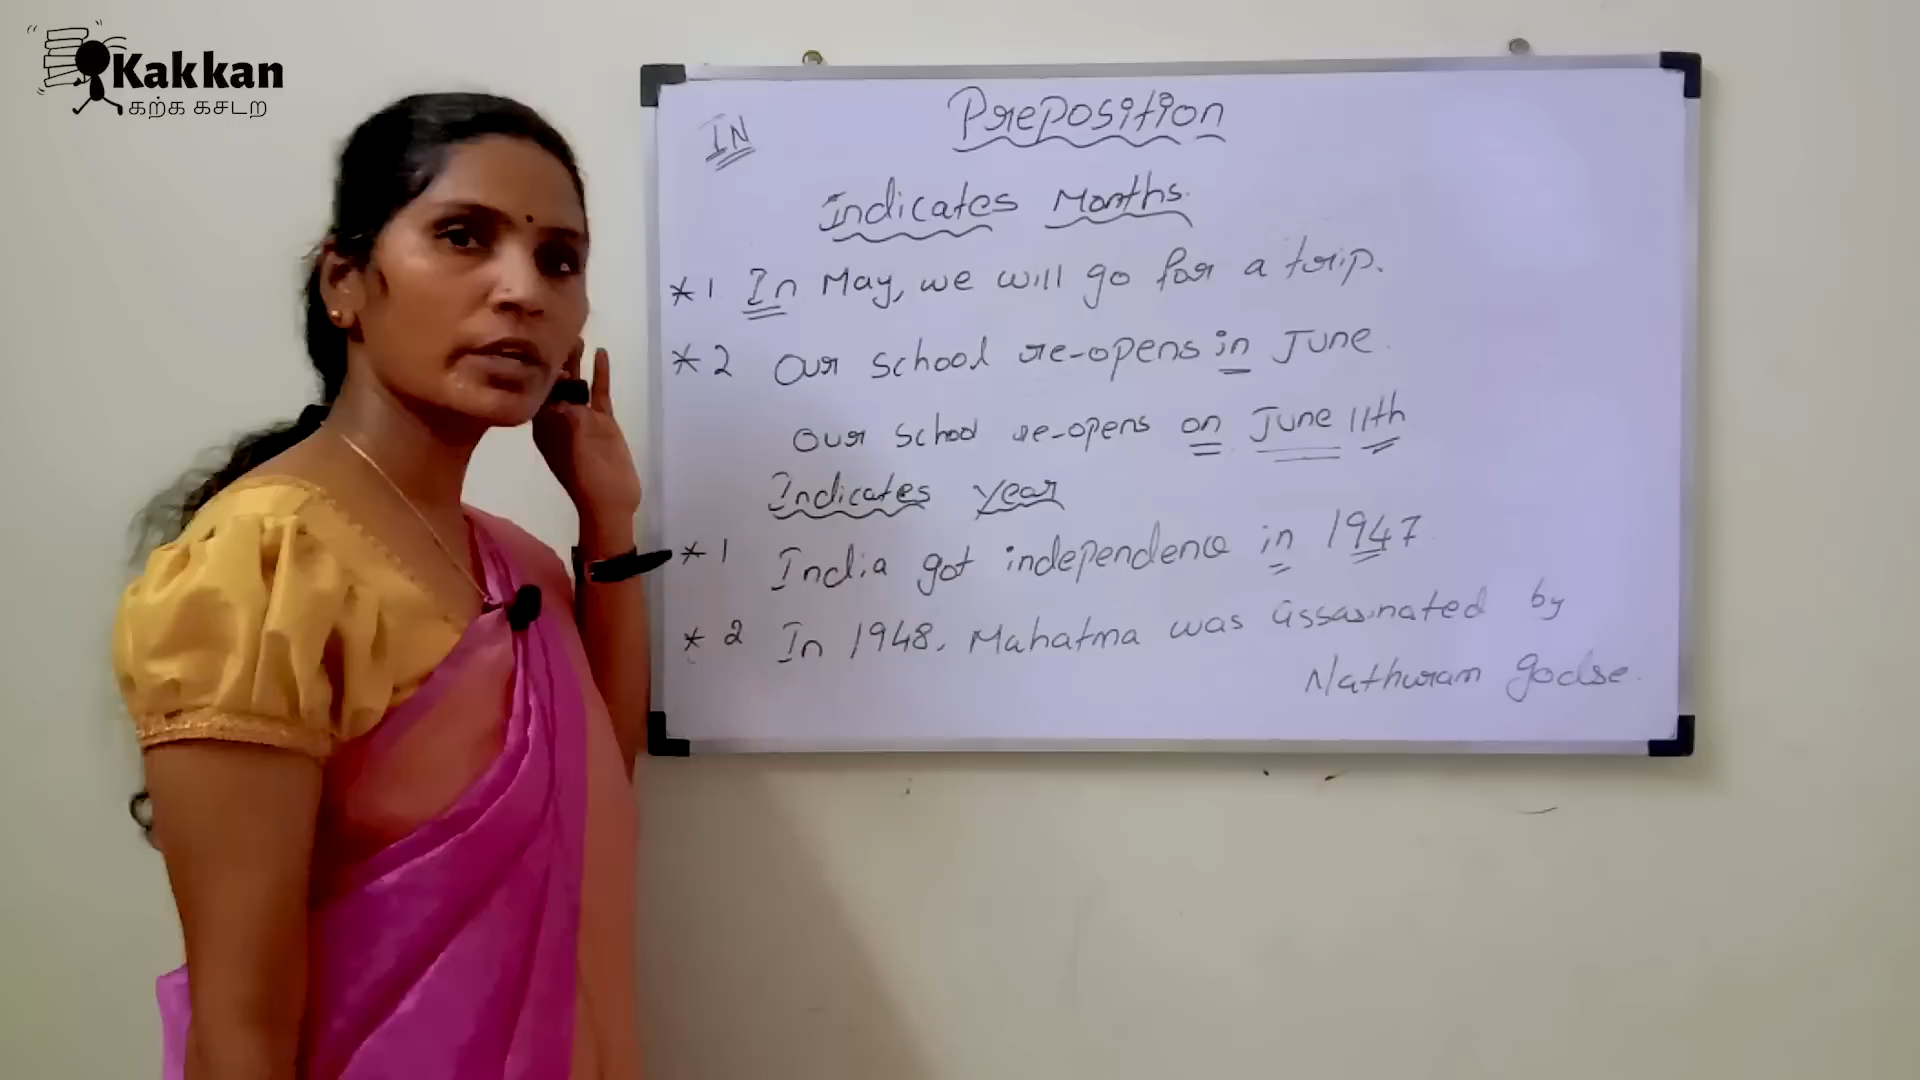 Kakkan
கற்க கசடற
Preposition
IN
Indicates Months.
*1 In May, we will go for a trip.
*2 Our school re-opens in June.
Our school re-opens on June 11th
Indicates year
*1 India got independence in 1947
*2 In 1948, Mahatma was assasinated by
Nathuram godse.